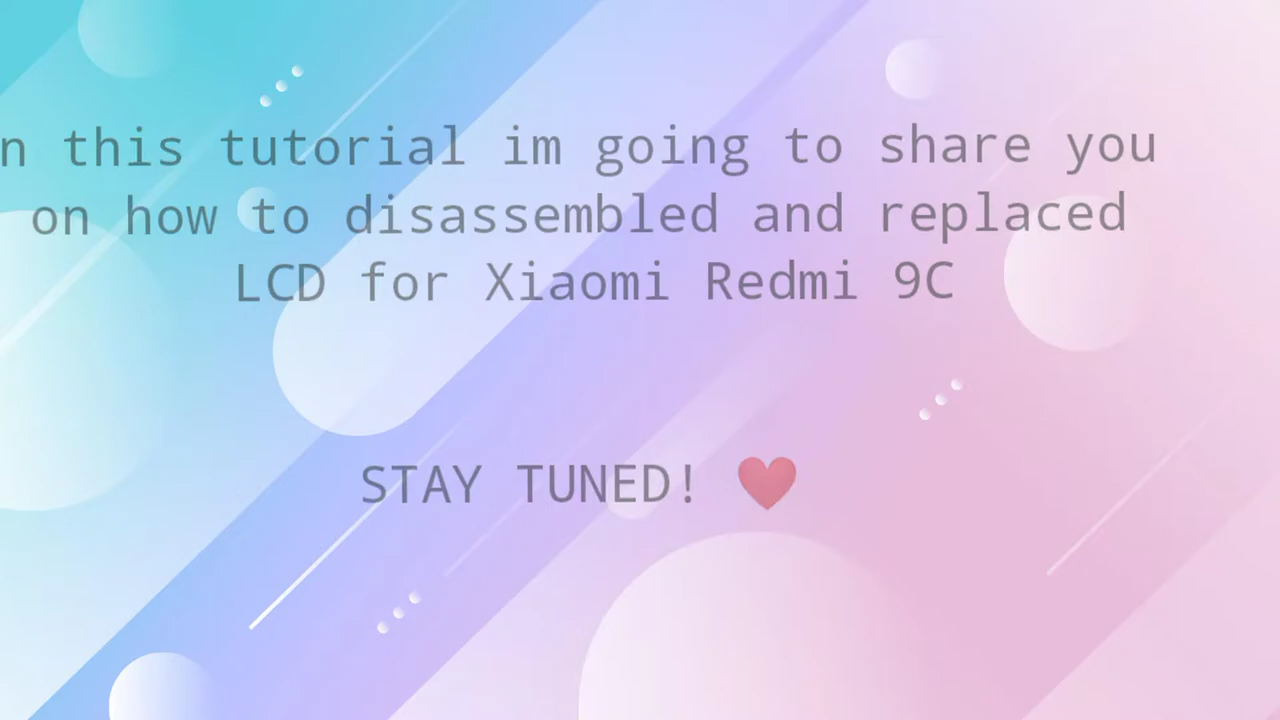 n this tutorial im going to share you
on how to disassembled and replaced
LCD for Xiaomi Redmi 9C
STAY TUNED! ❤️